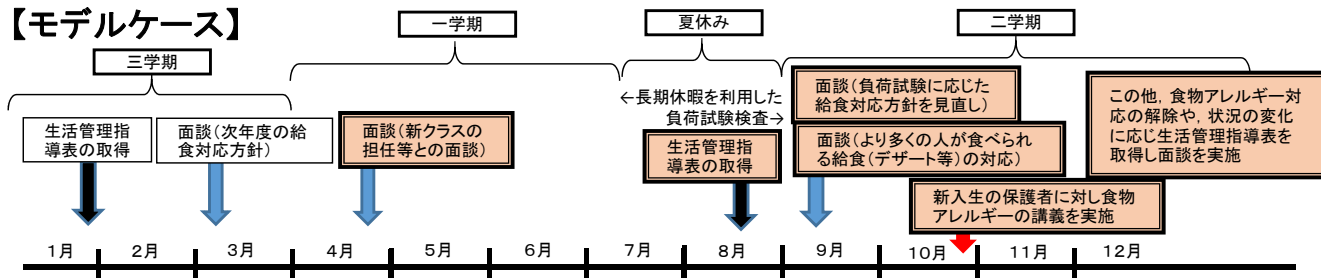 【モデルケース】
三学期
一学期
夏休み
二学期
生活管理指
導表の取得
面談(次年度の給
食対応方針)
面談(新クラスの
担任等との面談)
←長期休暇を利用した
負荷試験検査→
生活管理指
導表の取得
面談(負荷試験に応じた
給食対応方針を見直し)
面談(より多くの人が食べられ
る給食(デザート等)の対応)
新入生の保護者に対し食物
アレルギーの講義を実施
この他,食物アレルギー対
応の解除や,状況の変化
に応じ生活管理指導表を
取得し面談を実施
1月 2月 3月 4月 5月 6月 7月 8月 9月 10月 11月 12月